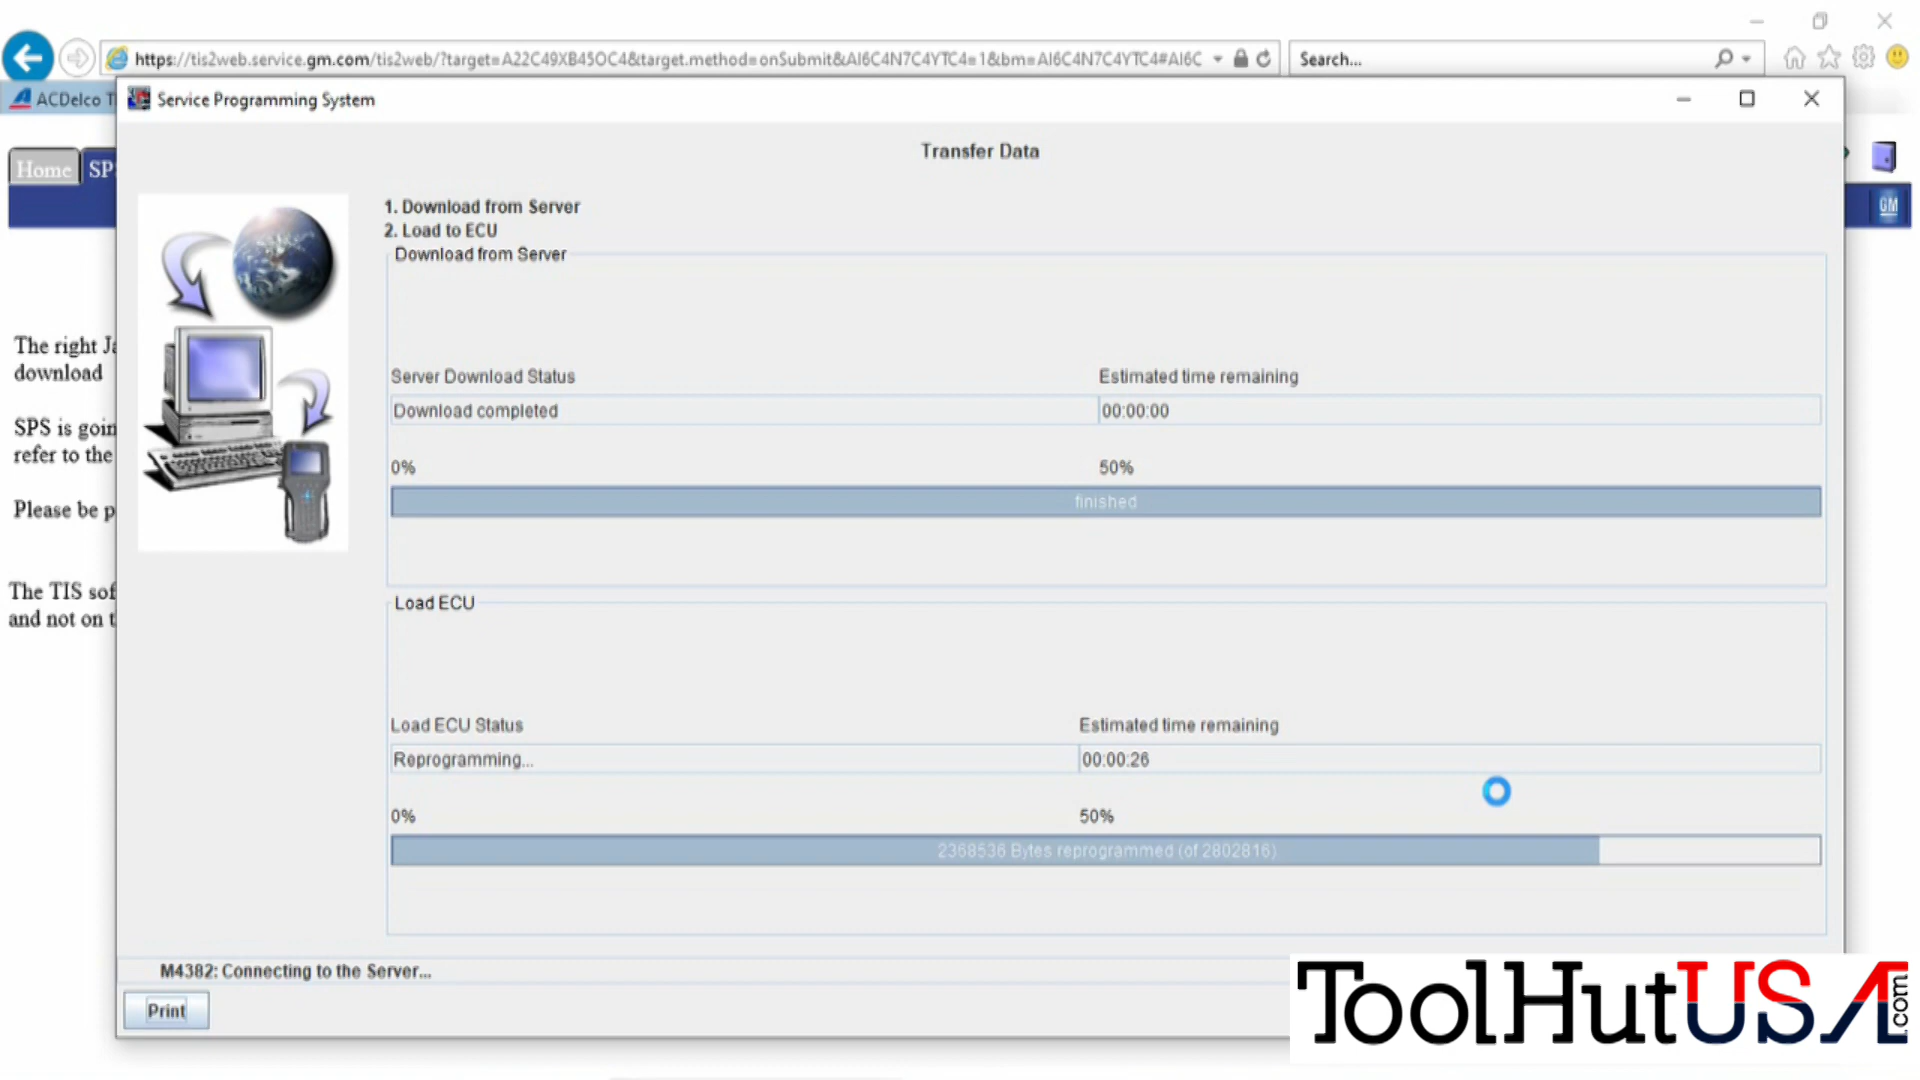 https://tis2web.service.gm.com/tis2web/?target=A22C49XB45OC4&target.method=onSubmit&AI6C4N7C4YTC4=1&bm=AI6C4N7C4YTC4#AI6C
Search...
ACDelco
Service Programming System
Home
Transfer Data
GM
1. Download from Server
2. Load to ECU
Download from Server
The right
download
Server Download Status
Estimated time remaining
Download completed
00:00:00
SPS is
refer to the
0%
50%
finished
Please be
The TIS
and not on
Load ECU
Load ECU Status
Estimated time remaining
Reprogramming...
00:00:26
0%
50%
2368536 Bytes reprogrammed (of 2802816)
M4382: Connecting to the Server...
Print
ToolHutUSA.com